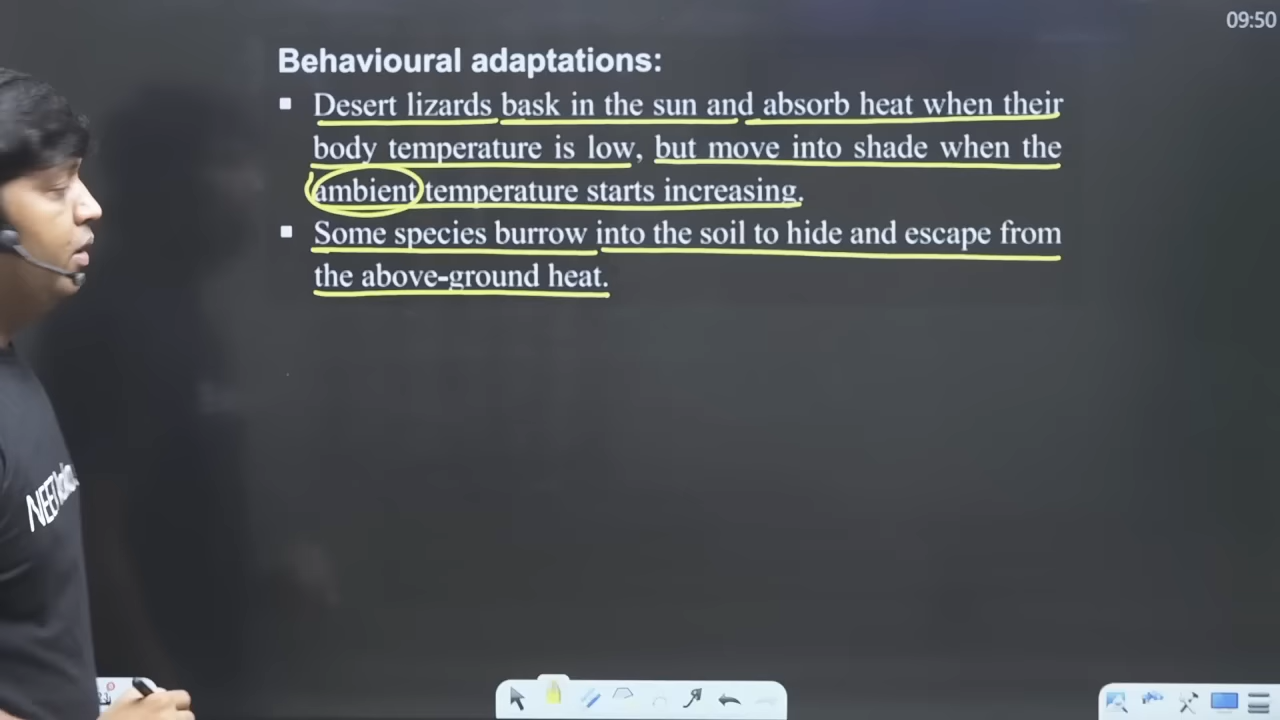 09:50
Behavioural adaptations:
▪ Desert lizards bask in the sun and absorb heat when their
body temperature is low, but move into shade when the
ambient temperature starts increasing.
▪ Some species burrow into the soil to hide and escape from
the above-ground heat.